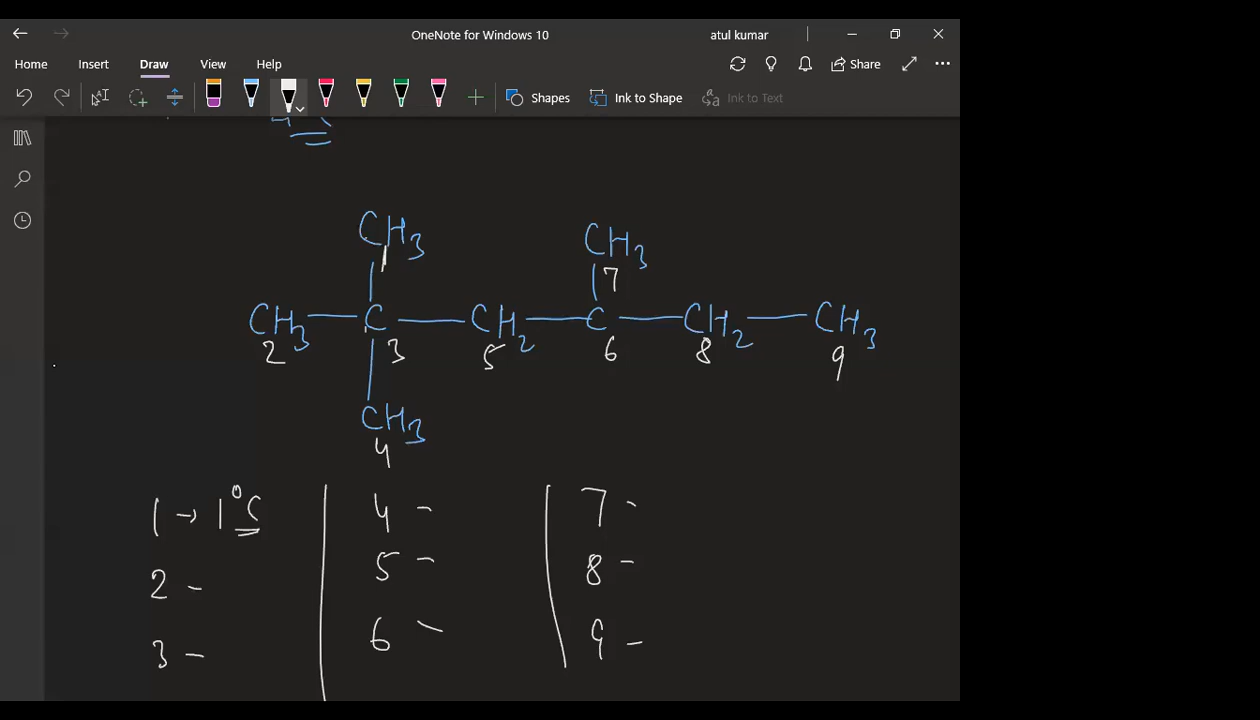 OneNote for Windows 10
atul kumar
Home Insert Draw View Help
Share
Shapes Ink to Shape Ink to Text
CH3 CH3
1 7
CH3 — C — CH2 — C — CH2 — CH3
2 3 5 6 8 9
CH3
4
1 → 1°C 4 - 7 -
2 - 5 - 8 -
3 - 6 - 9 -